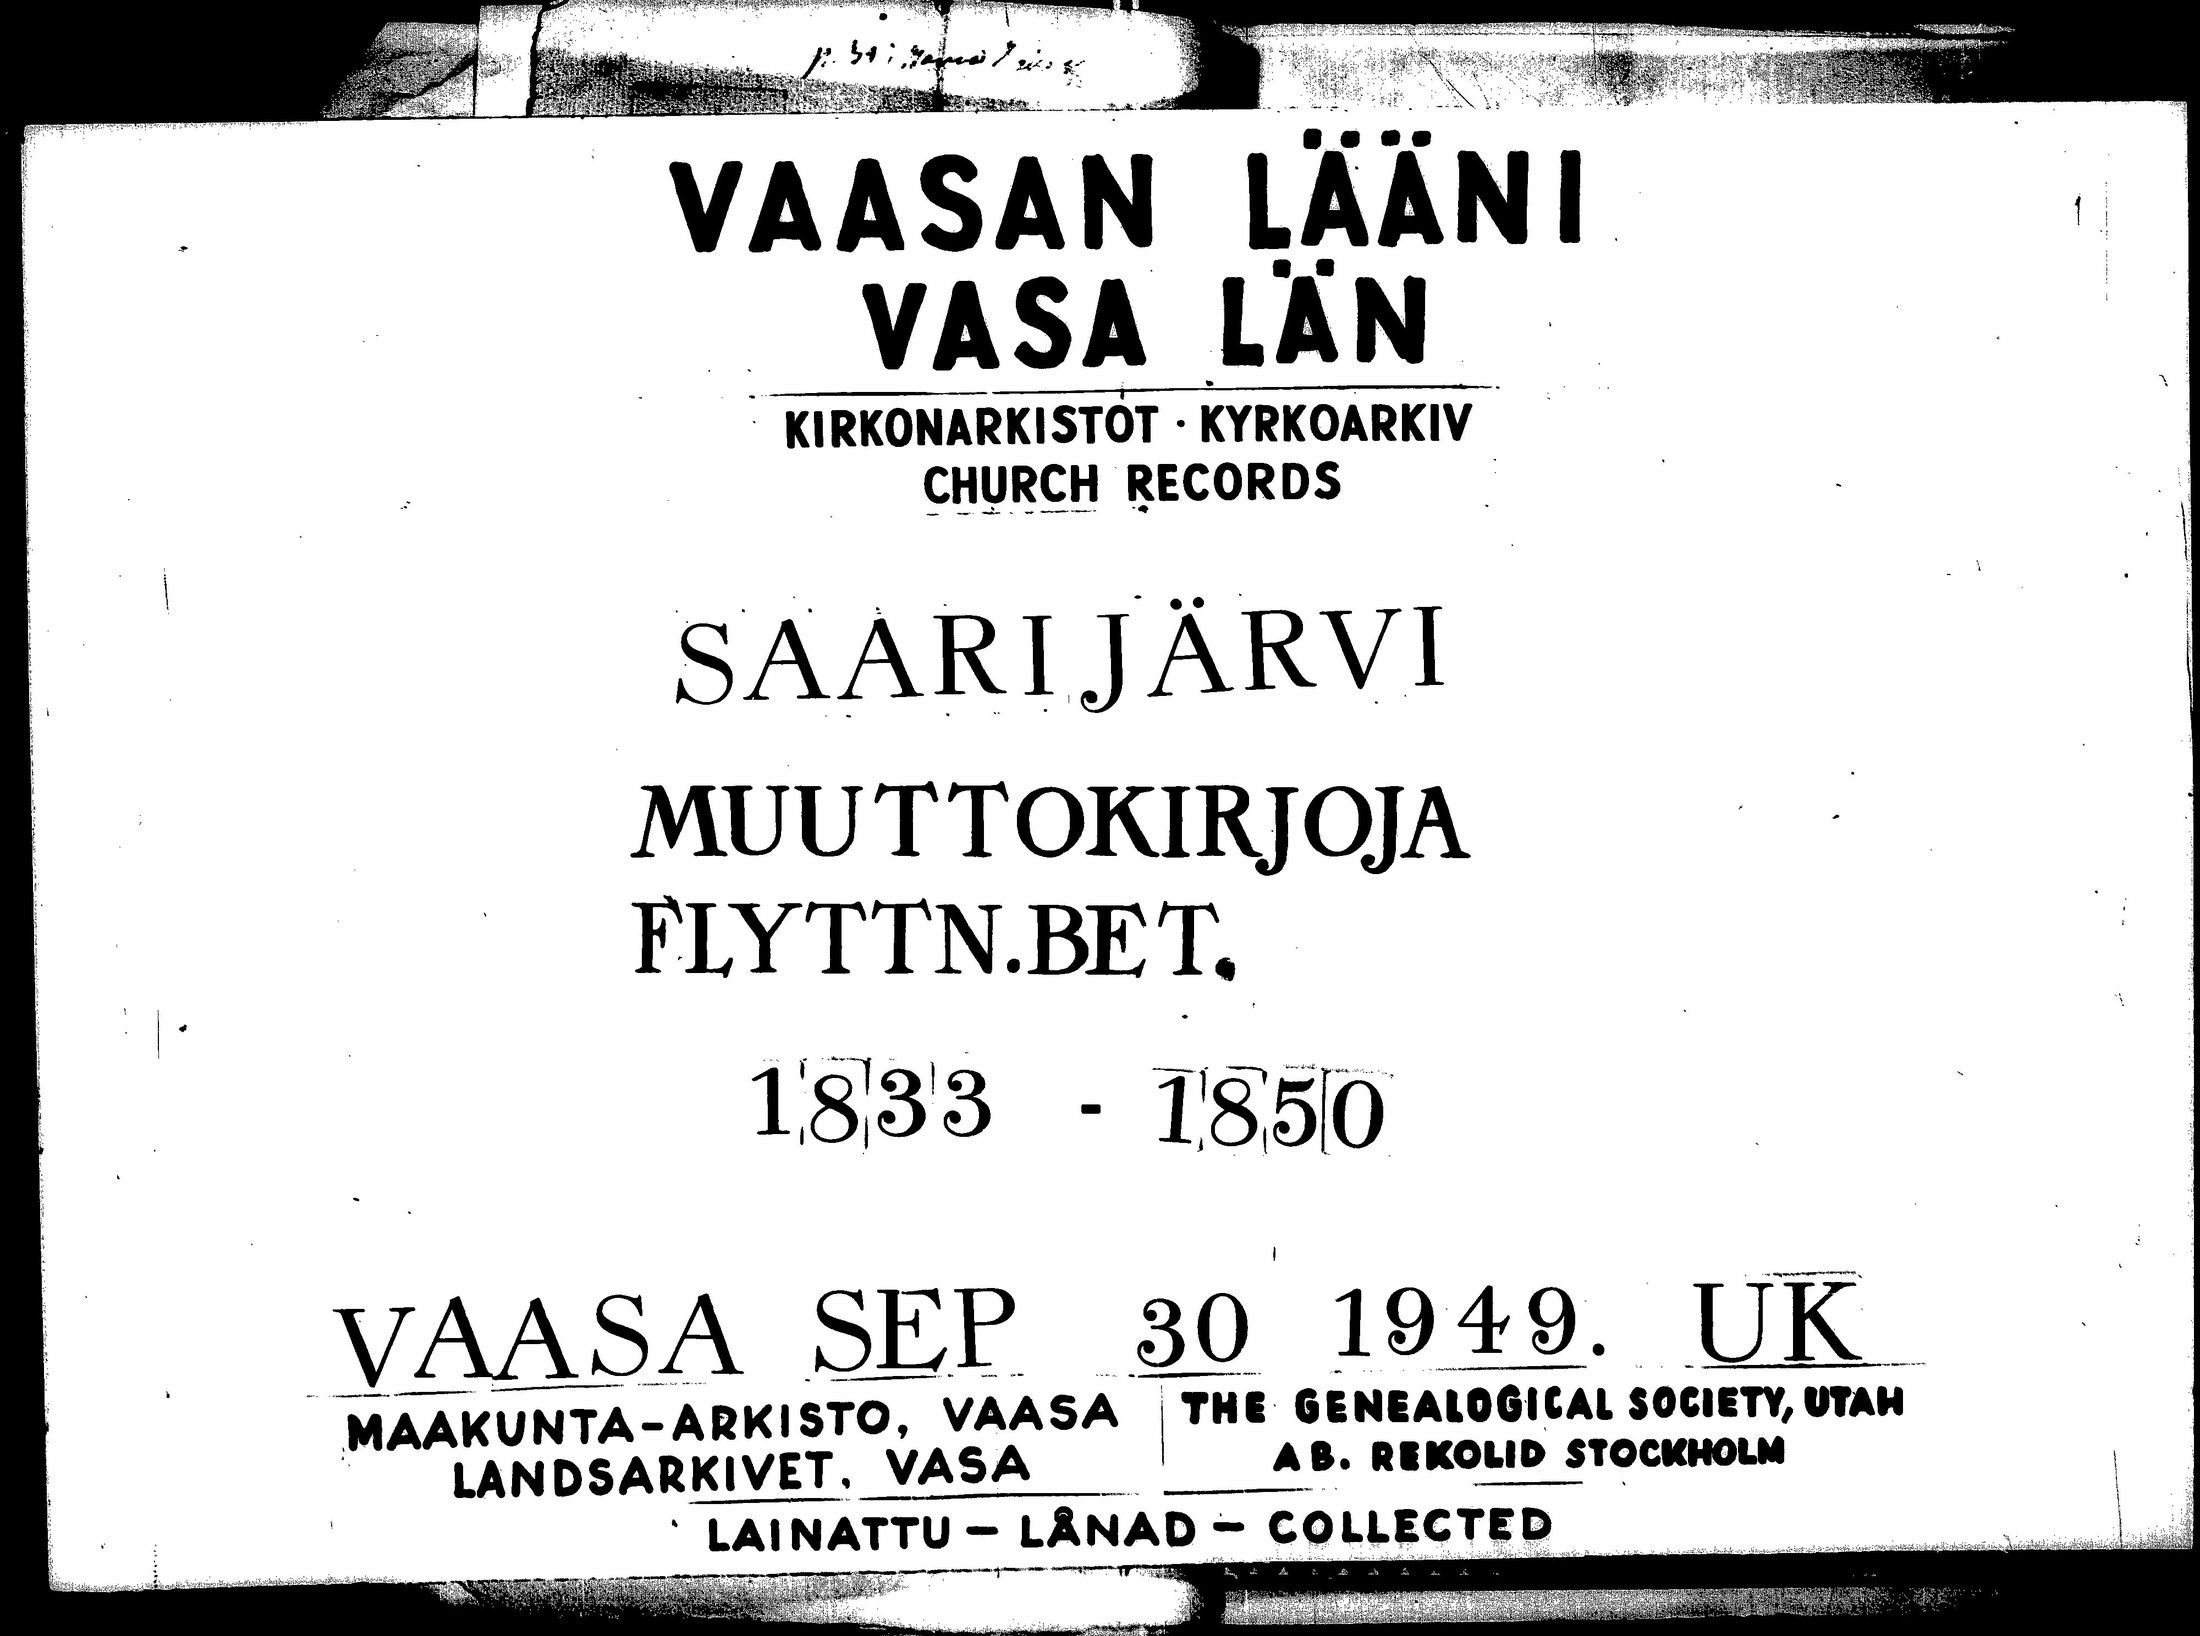 VAASAN LÄÄNI
VASA LÄN
KIRKONARKISTOT · KYRKOARKIV
CHURCH RECORDS
SAARIJÄRVI
MUUTTOKIRJOJA
FLYTTN.BET.
1833 - 1850
VAASA SEP 30 1949. UK
MAAKUNTA-ARKISTO, VAASA
LANDSARKIVET, VASA
THE GENEALOGICAL SOCIETY, UTAH
AB. REKOLID STOCKHOLM
LAINATTU - LÅNAD - COLLECTED